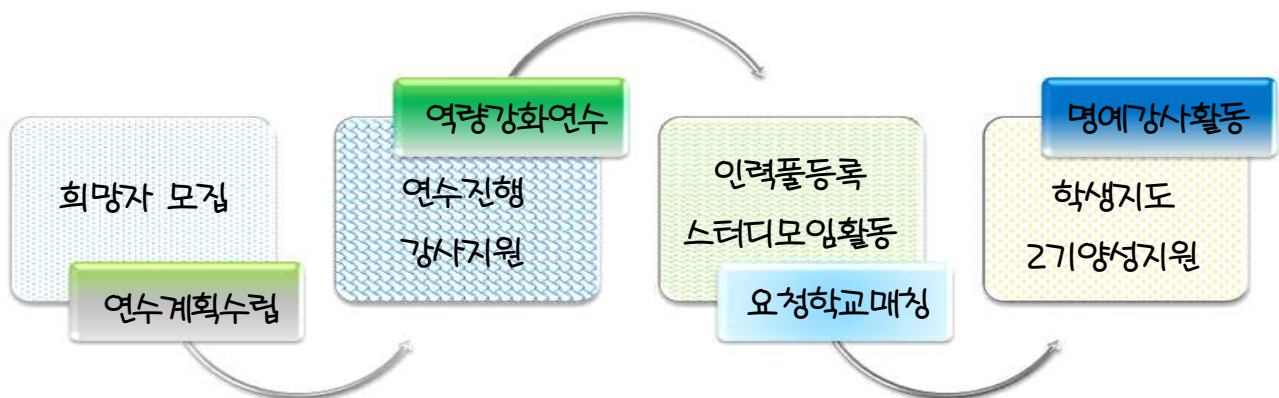 희망자 모집
연수계획수립
역량강화연수
연수진행
강사지원
인력풀등록
스터디모임활동
요청학교매칭
명예강사활동
학생지도
2기양성지원